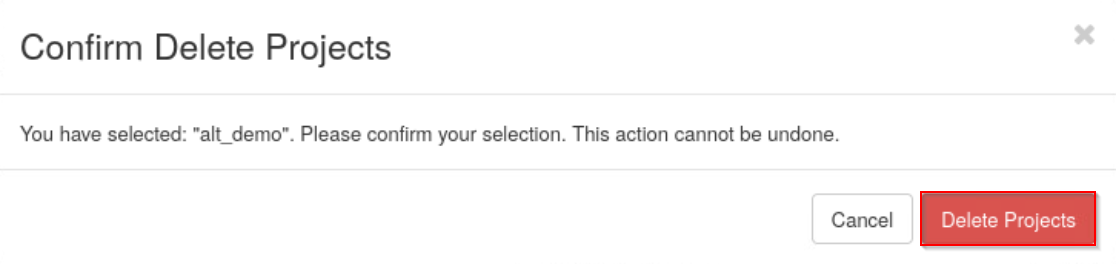 Confirm Delete Projects
You have selected: "alt_demo". Please confirm your selection. This action cannot be undone.
Cancel
Delete Projects